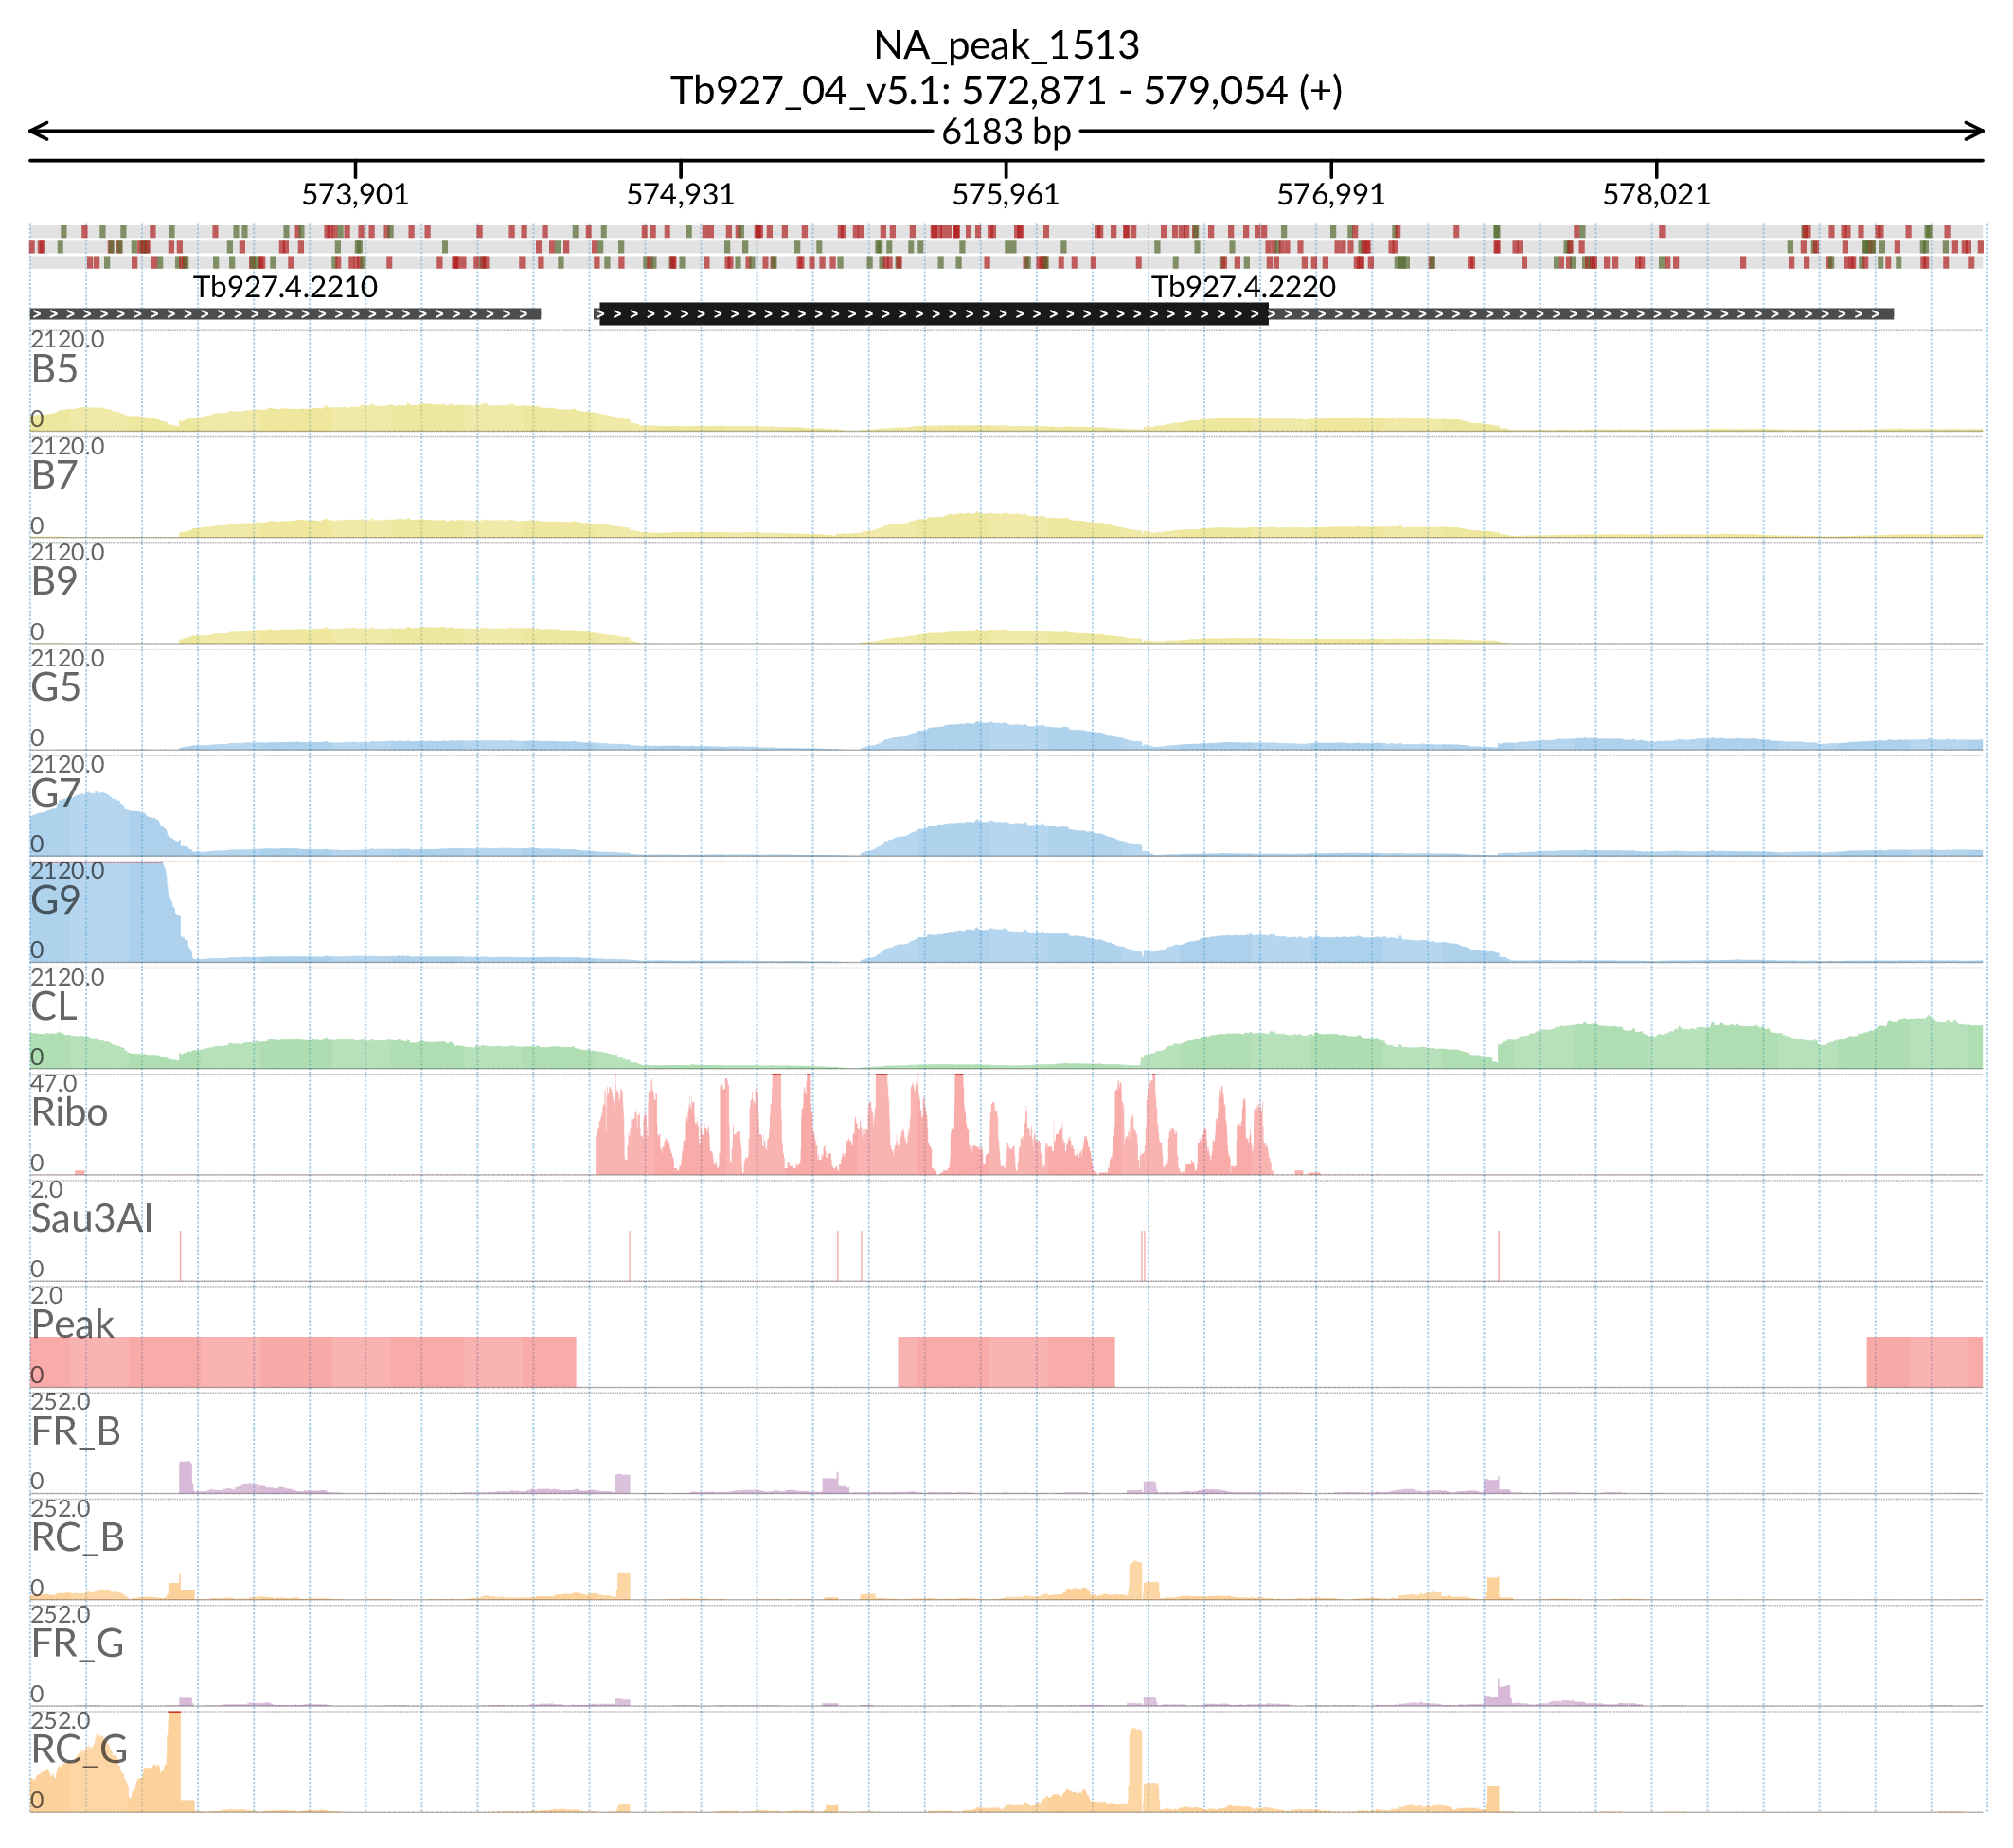 NA_peak_1513
Tb927_04_v5.1: 572,871 - 579,054 (+)
6183 bp
573,901 574,931 575,961 576,991 578,021
Tb927.4.2210 Tb927.4.2220
2120.0
B5
0
2120.0
B7
0
2120.0
B9
0
2120.0
G5
0
2120.0
G7
0
2120.0
G9
0
2120.0
CL
0
47.0
Ribo
0
2.0
Sau3AI
0
2.0
Peak
0
252.0
FR_B
0
252.0
RC_B
0
252.0
FR_G
0
252.0
RC_G
0